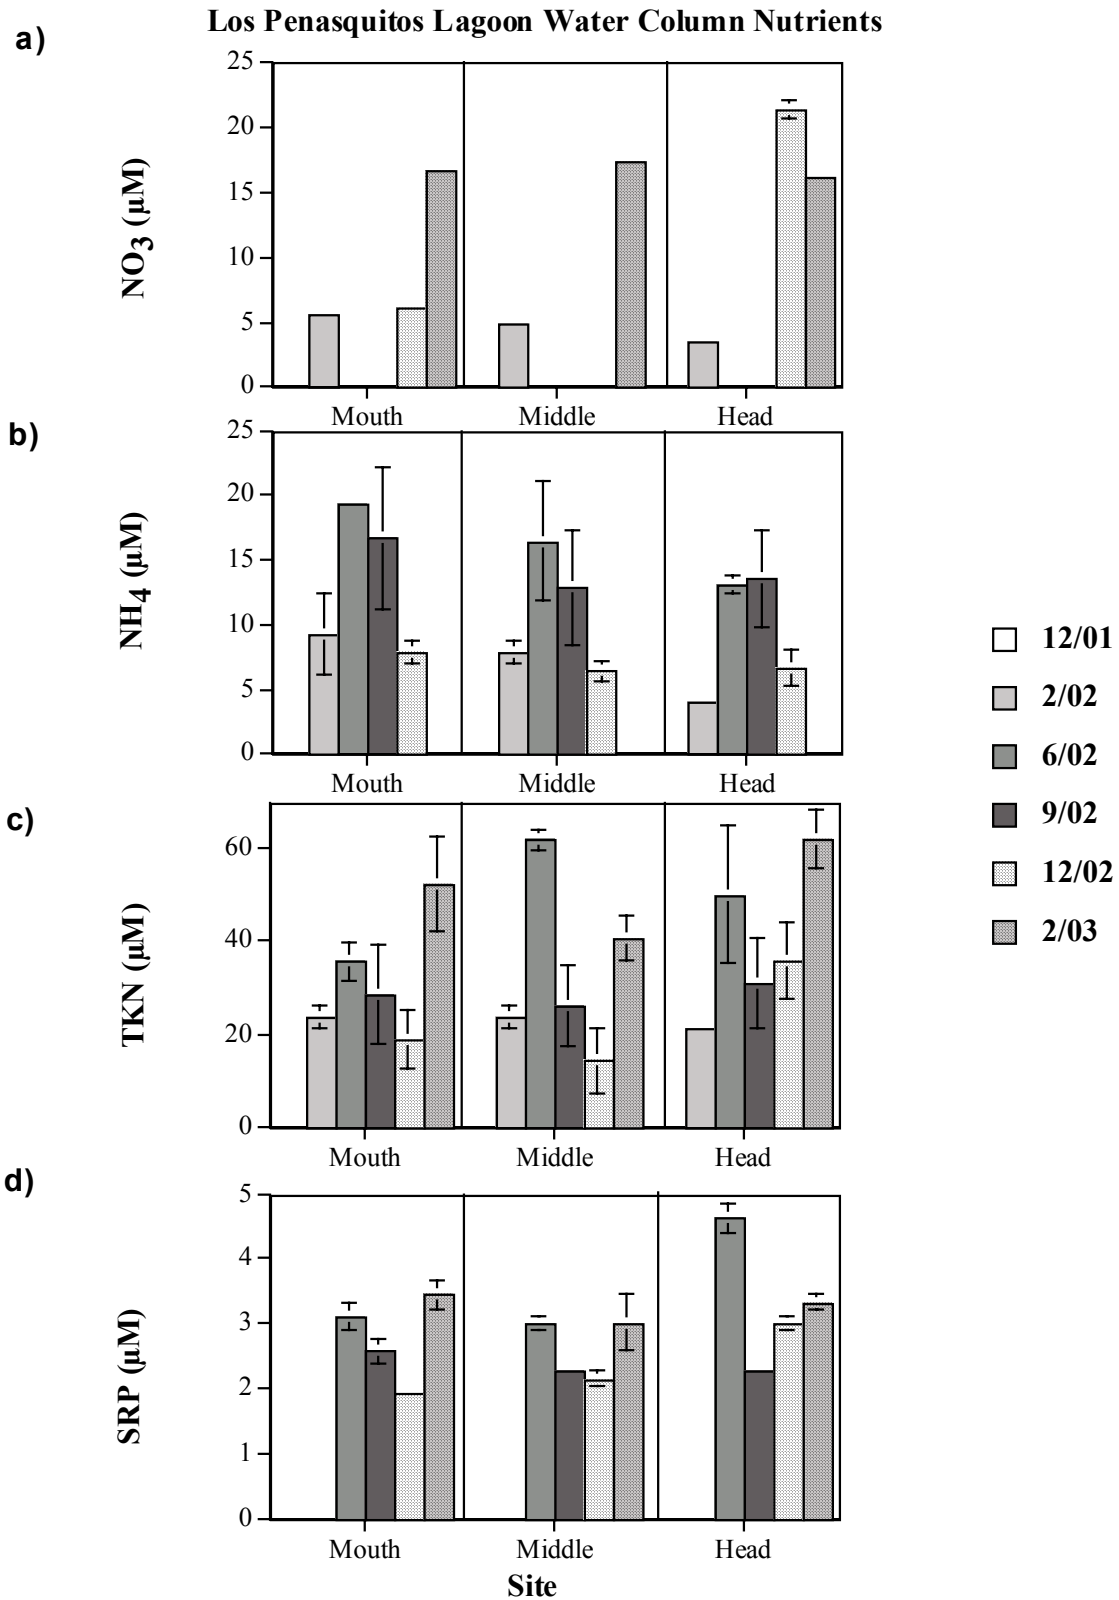 Los Penasquitos Lagoon Water Column Nutrients
a)
NO3 (µM)
25
20
15
10
5
0
Mouth Middle Head
b)
NH4 (µM)
25
20
15
10
5
0
Mouth Middle Head
c)
TKN (µM)
60
40
20
0
Mouth Middle Head
d)
SRP (µM)
5
4
3
2
1
0
Mouth Middle Head
Site
12/01
2/02
6/02
9/02
12/02
2/03